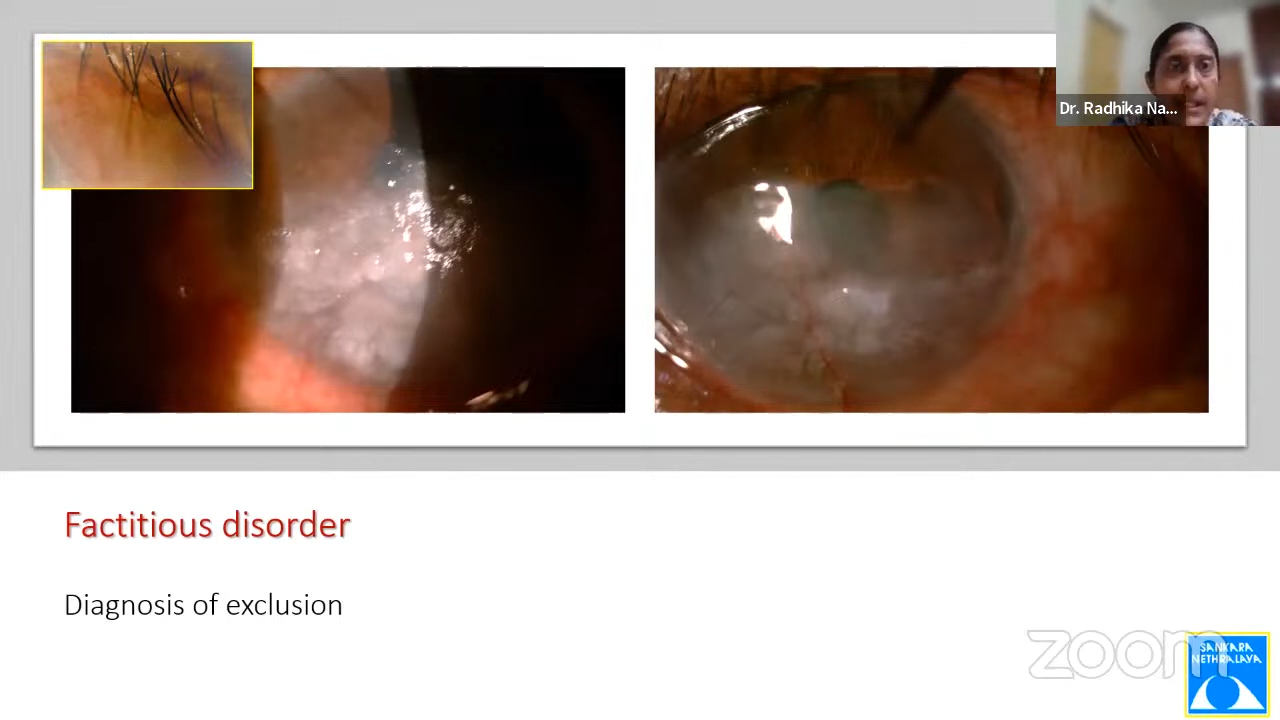 Dr. Radhika Na...
Factitious disorder
Diagnosis of exclusion
zoom
SANKARA
NETHRALAYA